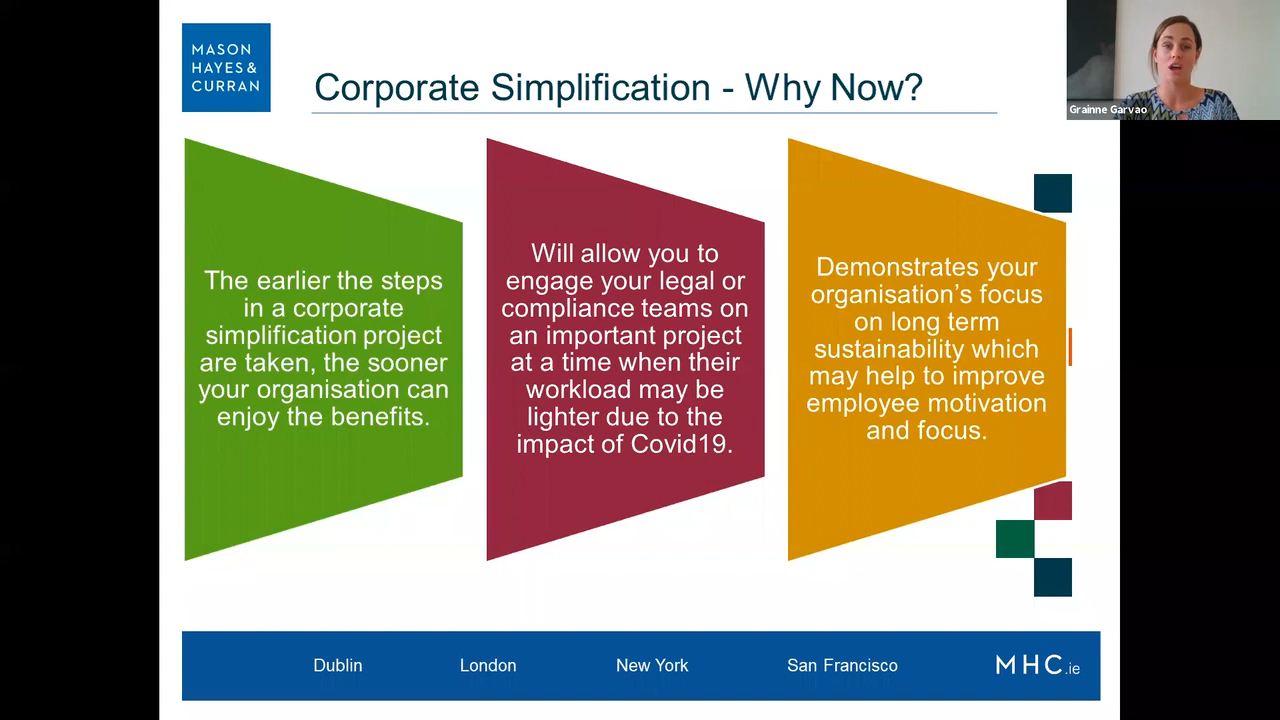 MASON
HAYES &
CURRAN
Corporate Simplification - Why Now?
Grainne Garvao
The earlier the steps
in a corporate
simplification project
are taken, the sooner
your organisation can
enjoy the benefits.
Will allow you to
engage your legal or
compliance teams on
an important project
at a time when their
workload may be
lighter due to the
impact of Covid19.
Demonstrates your
organisation's focus
on long term
sustainability which
may help to improve
employee motivation
and focus.
Dublin London New York San Francisco MHC.ie